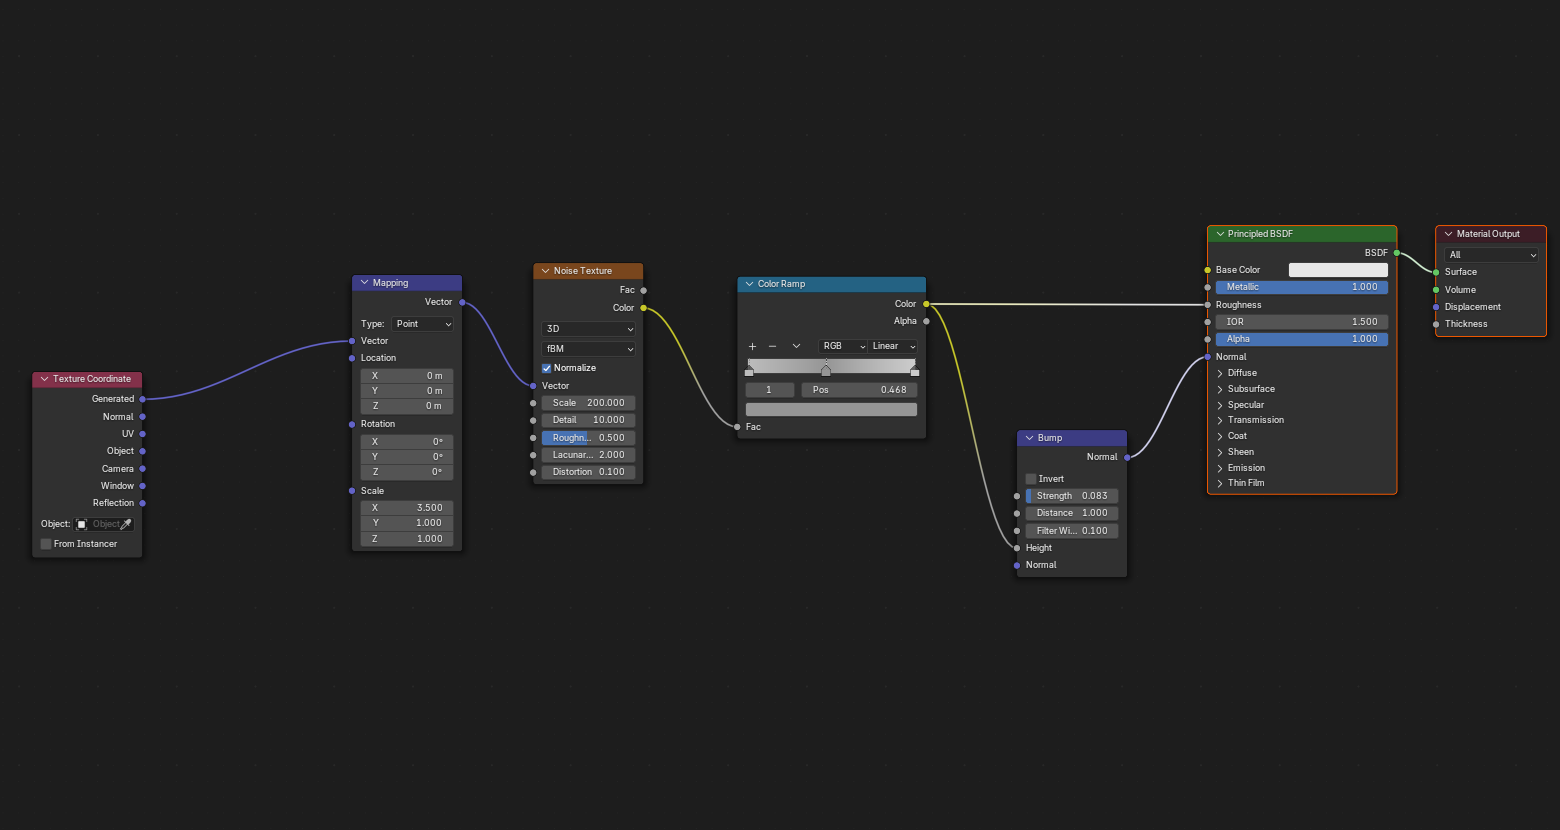 Texture Coordinate
Generated
Normal
UV
Object
Camera
Window
Reflection
Object: Object
From Instancer
Mapping
Vector
Type: Point
Vector
Location
X 0 m
Y 0 m
Z 0 m
Rotation
X 0°
Y 0°
Z 0°
Scale
X 3.500
Y 1.000
Z 1.000
Noise Texture
Fac
Color
3D
fBM
Normalize
Vector
Scale 200.000
Detail 10.000
Roughn... 0.500
Lacunar... 2.000
Distortion 0.100
Color Ramp
Color
Alpha
RGB Linear
1 Pos 0.468
Fac
Bump
Normal
Invert
Strength 0.083
Distance 1.000
Filter Wi... 0.100
Height
Normal
Principled BSDF
BSDF
Base Color
Metallic 1.000
Roughness
IOR 1.500
Alpha 1.000
Normal
Diffuse
Subsurface
Specular
Transmission
Coat
Sheen
Emission
Thin Film
Material Output
All
Surface
Volume
Displacement
Thickness